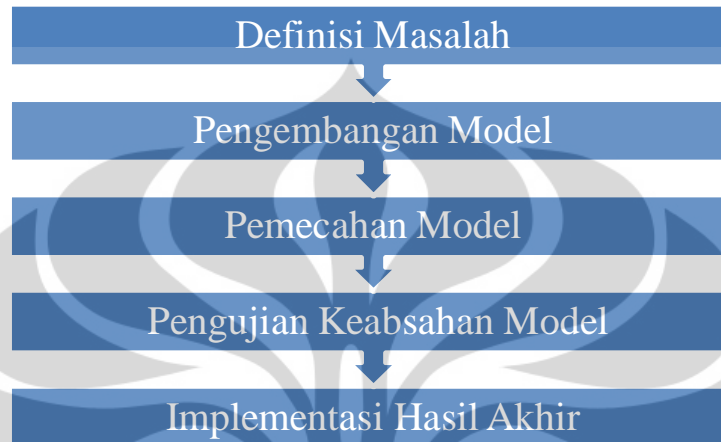 Definisi Masalah
Pengembangan Model
Pemecahan Model
Pengujian Keabsahan Model
Implementasi Hasil Akhir